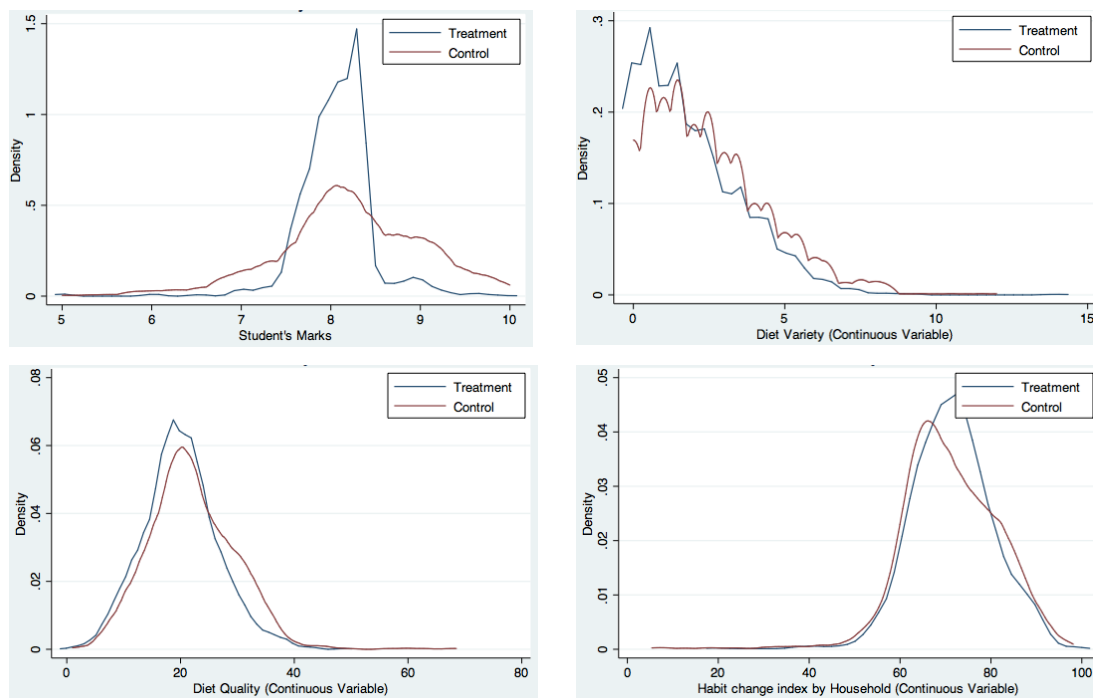 1.5
1
.5
0
Density
5 6 7 8 9 10
Student's Marks
Treatment
Control
.3
.2
.1
0
Density
0 5 10 15
Diet Variety (Continuous Variable)
Treatment
Control
.08
.06
.04
.02
0
Density
0 20 40 60 80
Diet Quality (Continuous Variable)
Treatment
Control
.05
.04
.03
.02
.01
0
Density
0 20 40 60 80 100
Habit change index by Household (Continuous Variable)
Treatment
Control